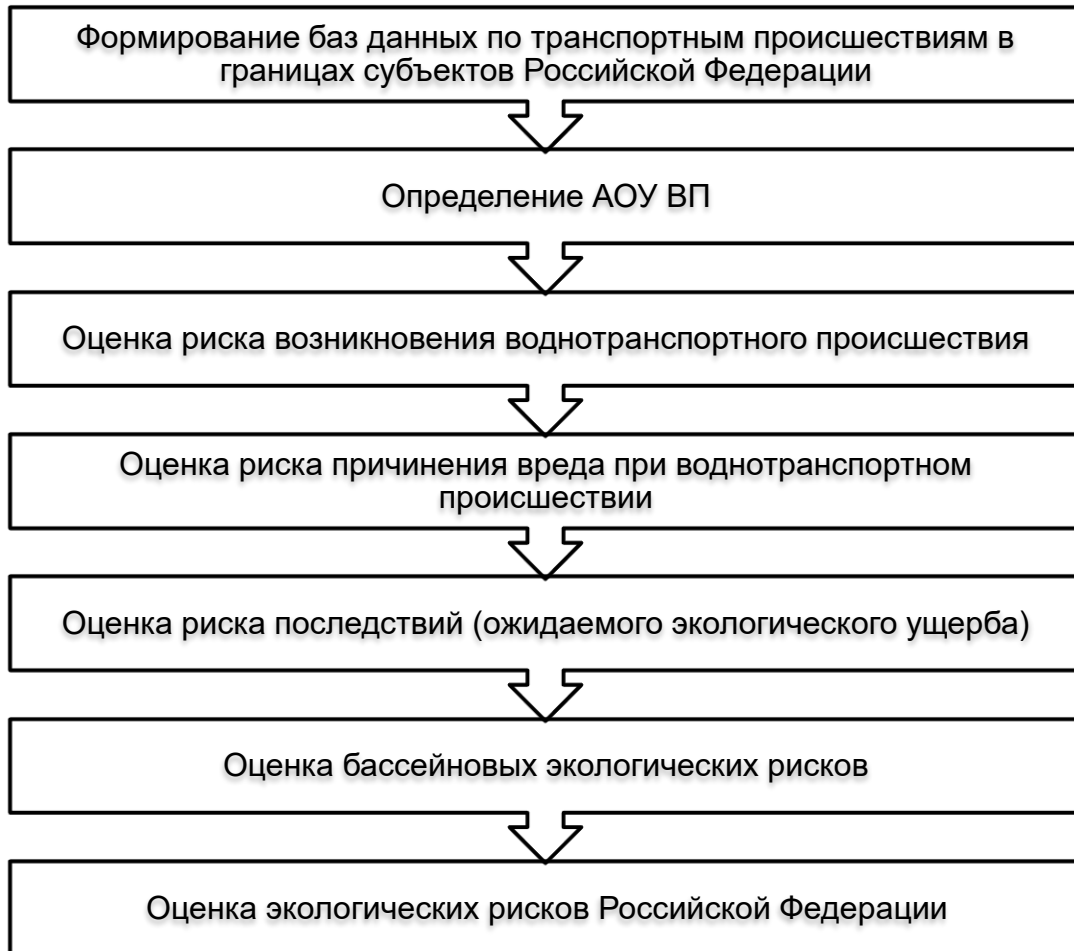 Формирование баз данных по транспортным происшествиям в
границах субъектов Российской Федерации
Определение АОУ ВП
Оценка риска возникновения воднотранспортного происшествия
Оценка риска причинения вреда при воднотранспортном
происшествии
Оценка риска последствий (ожидаемого экологического ущерба)
Оценка бассейновых экологических рисков
Оценка экологических рисков Российской Федерации